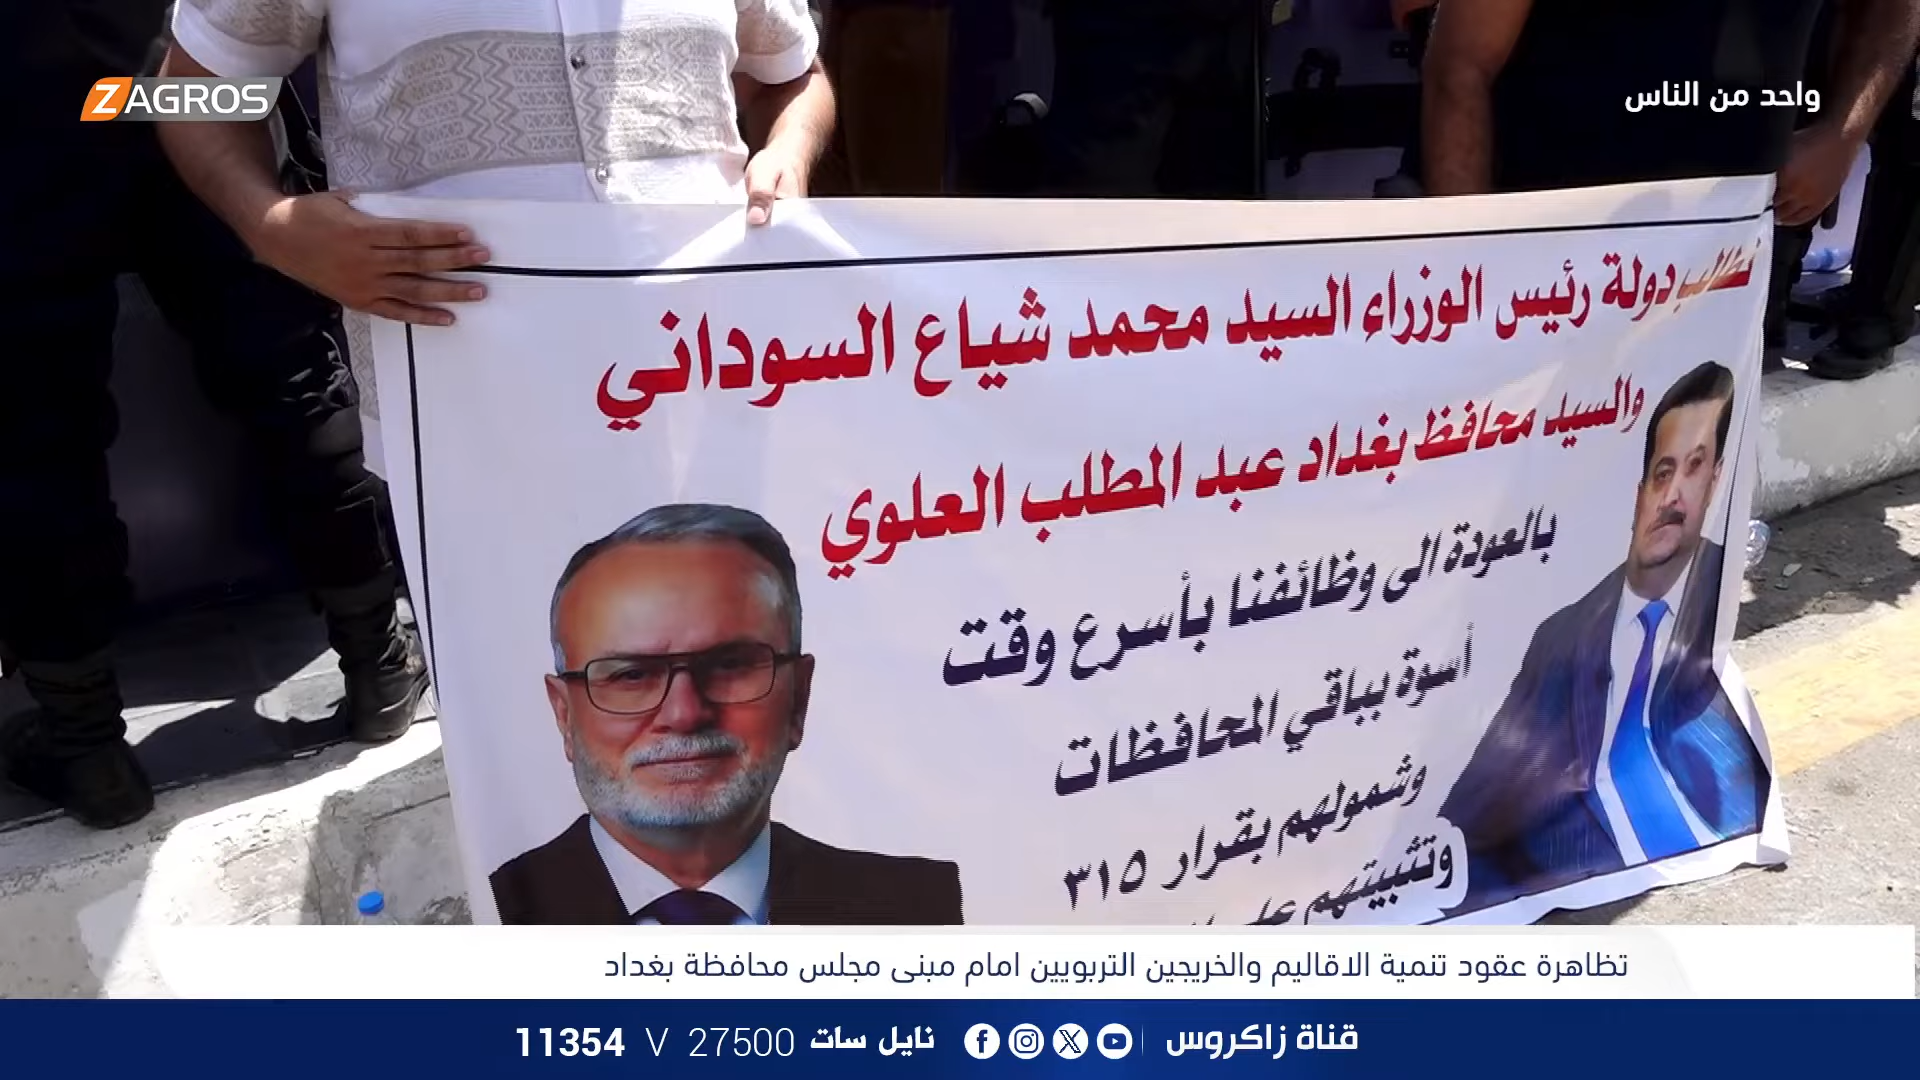 ZAGROS
واحد من الناس
نطالب دولة رئيس الوزراء السيد محمد شياع السوداني
والسيد محافظ بغداد عبد المطلب العلوي
بالعودة الى وظائفنا بأسرع وقت
أسوة بباقي المحافظات
وشمولهم بقرار ٣١٥
وتثبيتهم
تظاهرة عقود تنمية الاقاليم والخريجين التربويين امام مبنى مجلس محافظة بغداد
قناة زاكروس نايل سات 27500 V 11354